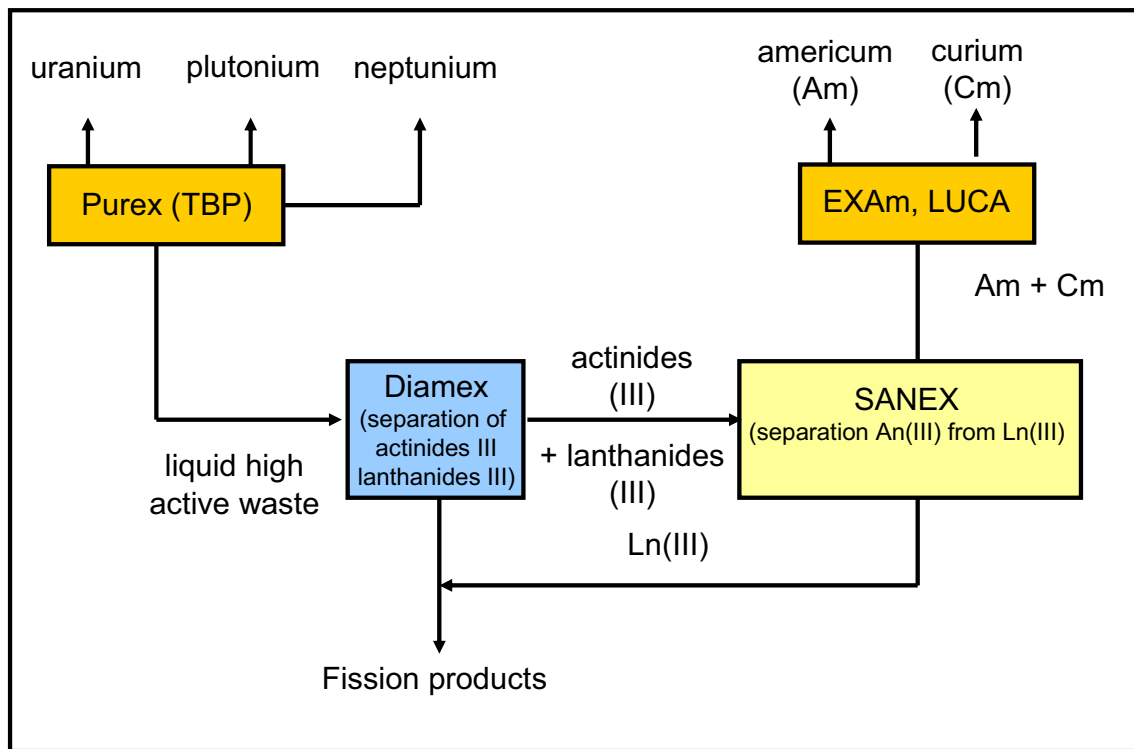 uranium
plutonium
neptunium
americum
(Am)
curium
(Cm)
Purex (TBP)
EXAm, LUCA
Am + Cm
Diamex
(separation of
actinides III
lanthanides III)
actinides
(III)
+ lanthanides
(III)
SANEX
(separation An(III) from Ln(III)
liquid high
active waste
Ln(III)
Fission products